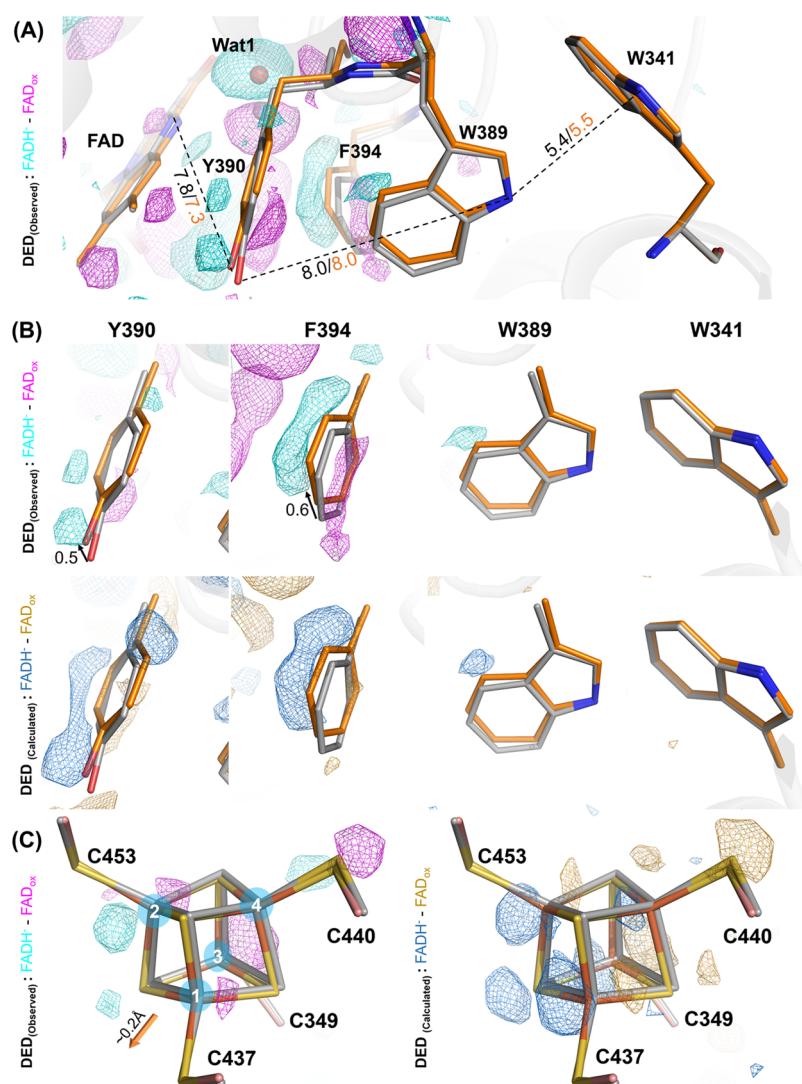 (A)
DED(Observed) : FADH⁻ - FADox
Wat1
W341
FAD
Y390
F394
W389
7.8/7.3
8.0/8.0
5.4/5.5
(B)
Y390 F394 W389 W341
DED(Observed) : FADH⁻ - FADox
0.5
0.6
DED (Calculated) : FADH⁻ - FADox
(C)
DED(Observed) : FADH⁻ - FADox
C453
2
4
3
1
C440
C349
C437
~0.2Å
DED (Calculated) : FADH⁻ - FADox
C453
C440
C349
C437